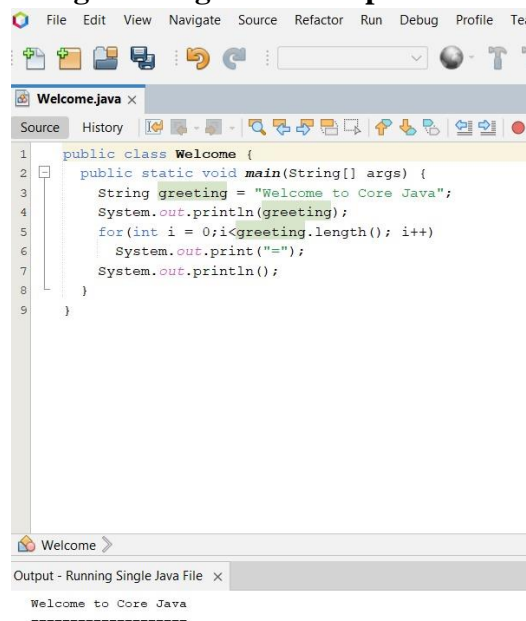 File Edit View Navigate Source Refactor Run Debug Profile
Welcome.java ×
Source History
1 public class Welcome {
2 public static void main(String[] args) {
3 String greeting = "Welcome to Core Java";
4 System.out.println(greeting);
5 for(int i = 0;i<greeting.length(); i++)
6 System.out.print("=");
7 System.out.println();
8 }
9 }
Welcome
Output - Running Single Java File ×
Welcome to Core Java